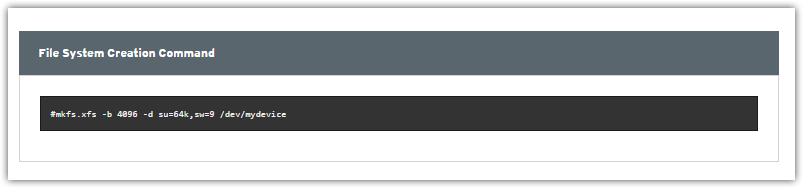 File System Creation Command
#mkfs.xfs -b 4096 -d su=64k,sw=9 /dev/mydevice